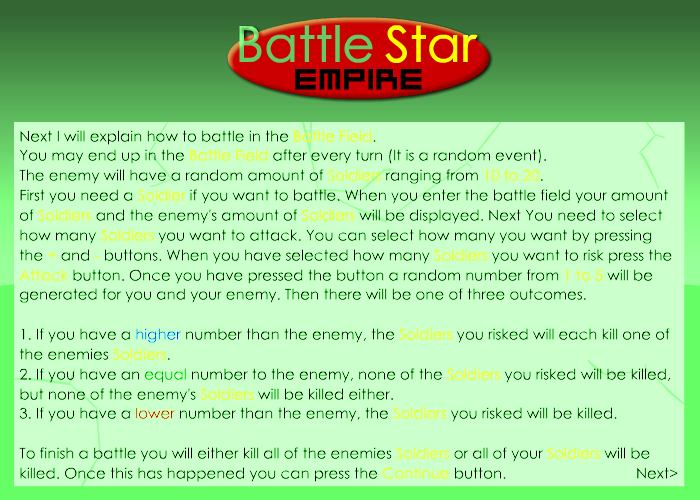 Battle Star
EMPIRE
Next I will explain how to battle in the Battle Field.
You may end up in the Battle Field after every turn (It is a random event).
The enemy will have a random amount of Soldiers ranging from 10 to 20.
First you need a Soldier if you want to battle. When you enter the battle field your amount
of Soldiers and the enemy's amount of Soldiers will be displayed. Next You need to select
how many Soldiers you want to attack. You can select how many you want by pressing
the + and - buttons. When you have selected how many Soldiers you want to risk press the
Attack button. Once you have pressed the button a random number from 1 to 5 will be
generated for you and your enemy. Then there will be one of three outcomes.
1. If you have a higher number than the enemy, the Soldiers you risked will each kill one of
the enemies Soldiers.
2. If you have an equal number to the enemy, none of the Soldiers you risked will be killed,
but none of the enemy's Soldiers will be killed either.
3. If you have a lower number than the enemy, the Soldiers you risked will be killed.
To finish a battle you will either kill all of the enemies Soldiers or all of your Soldiers will be
killed. Once this has happened you can press the Continue button. Next>